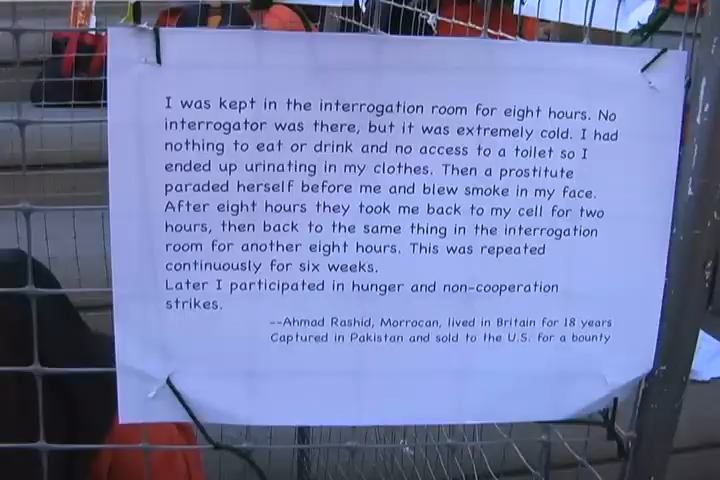 I was kept in the interrogation room for eight hours. No
interrogator was there, but it was extremely cold. I had
nothing to eat or drink and no access to a toilet so I
ended up urinating in my clothes. Then a prostitute
paraded herself before me and blew smoke in my face.
After eight hours they took me back to my cell for two
hours, then back to the same thing in the interrogation
room for another eight hours. This was repeated
continuously for six weeks.
Later I participated in hunger and non-cooperation
strikes.
--Ahmad Rashid, Morrocan, lived in Britain for 18 years
Captured in Pakistan and sold to the U.S. for a bounty